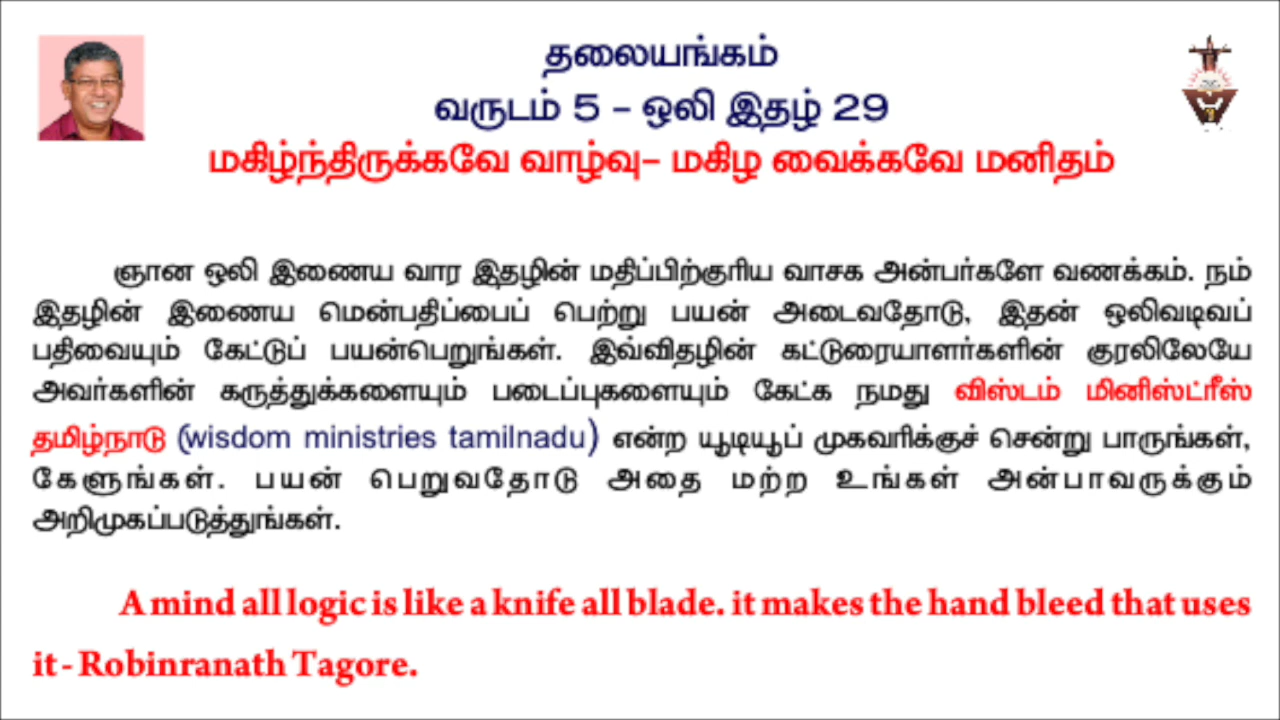 தலையங்கம்
வருடம் 5 - ஒலி இதழ் 29
மகிழ்ந்திருக்கவே வாழ்வு- மகிழ வைக்கவே மனிதம்
ஞான ஒலி இணைய வார இதழின் மதிப்பிற்குரிய வாசக அன்பர்களே வணக்கம். நம்
இதழின் இணைய மென்பதிப்பைப் பெற்று பயன் அடைவதோடு, இதன் ஒலிவடிவப்
பதிவையும் கேட்டுப் பயன்பெறுங்கள். இவ்விதழின் கட்டுரையாளர்களின் குரலிலேயே
அவர்களின் கருத்துக்களையும் படைப்புகளையும் கேட்க நமது விஸ்டம் மினிஸ்ட்ரீஸ்
தமிழ்நாடு (wisdom ministries tamilnadu) என்ற யூடியூப் முகவரிக்குச் சென்று பாருங்கள்,
கேளுங்கள். பயன் பெறுவதோடு அதை மற்ற உங்கள் அன்பாவருக்கும்
அறிமுகப்படுத்துங்கள்.
A mind all logic is like a knife all blade. it makes the hand bleed that uses
it - Robinranath Tagore.